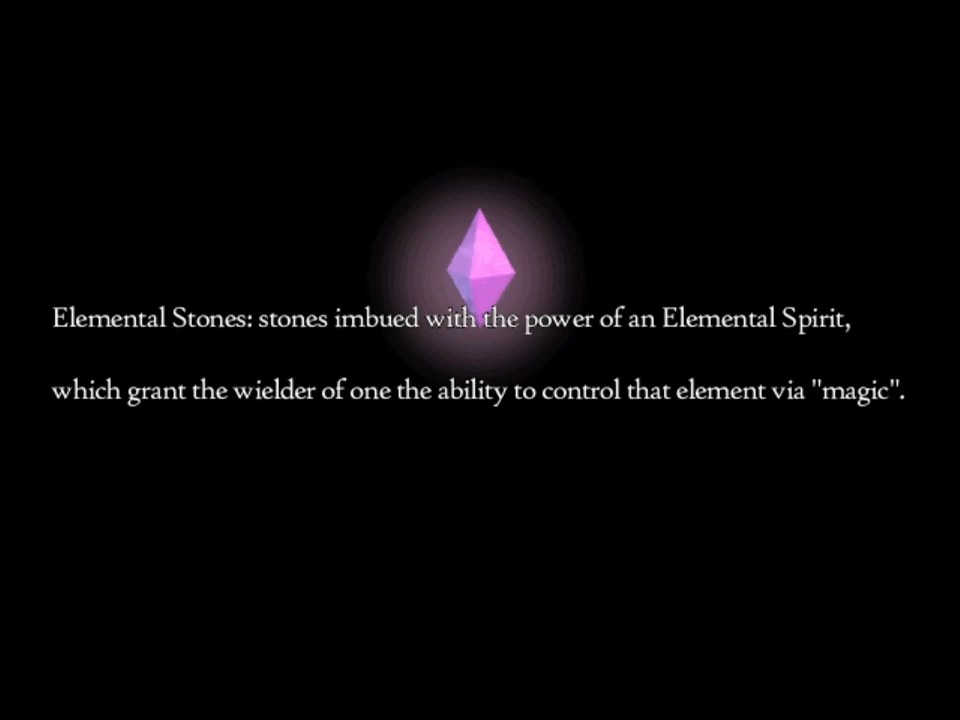 Elemental Stones: stones imbued with the power of an Elemental Spirit,
which grant the wielder of one the ability to control that element via "magic".